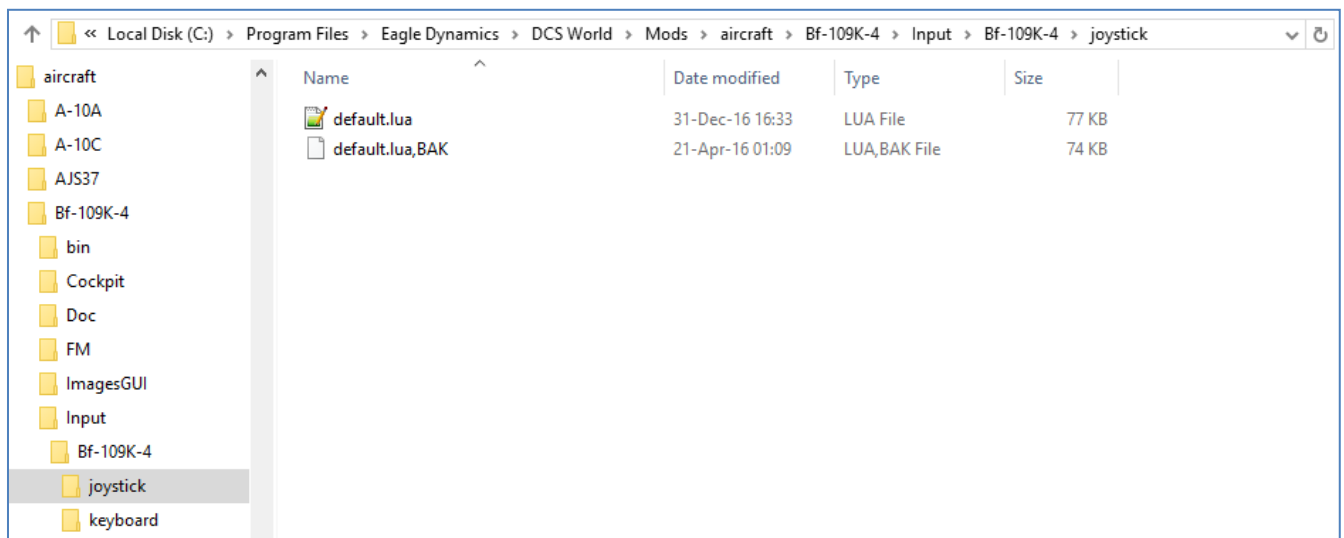 « Local Disk (C:) › Program Files › Eagle Dynamics › DCS World › Mods › aircraft › Bf-109K-4 › Input › Bf-109K-4 › joystick
aircraft
A-10A
A-10C
AJS37
Bf-109K-4
bin
Cockpit
Doc
FM
ImagesGUI
Input
Bf-109K-4
joystick
keyboard
Name Date modified Type Size
default.lua 31-Dec-16 16:33 LUA File 77 KB
default.lua,BAK 21-Apr-16 01:09 LUA,BAK File 74 KB